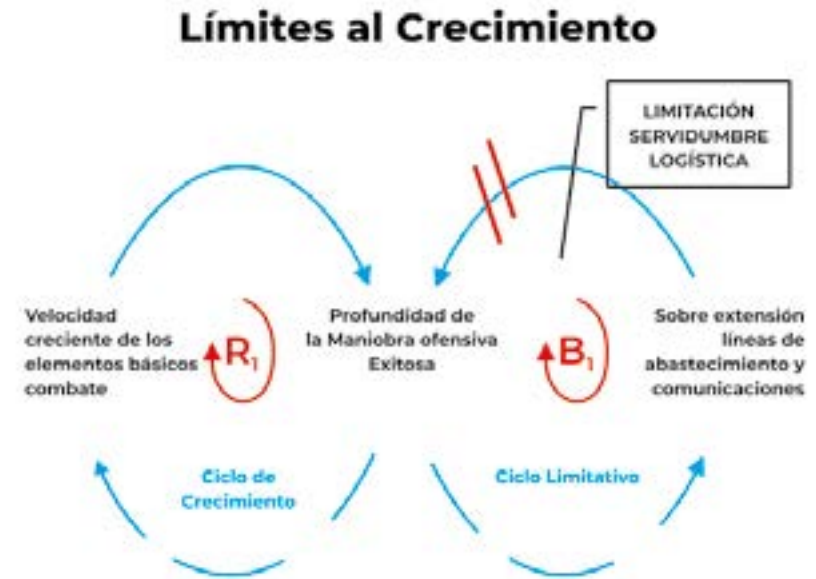 Límites al Crecimiento
LIMITACIÓN
SERVIDUMBRE
LOGÍSTICA
Velocidad
creciente de los
elementos básicos
combate
R1
Profundidad de
la Maniobra ofensiva
Exitosa
B1
Sobre extensión
líneas de
abastecimiento y
comunicaciones
Ciclo de
Crecimiento
Ciclo Limitativo